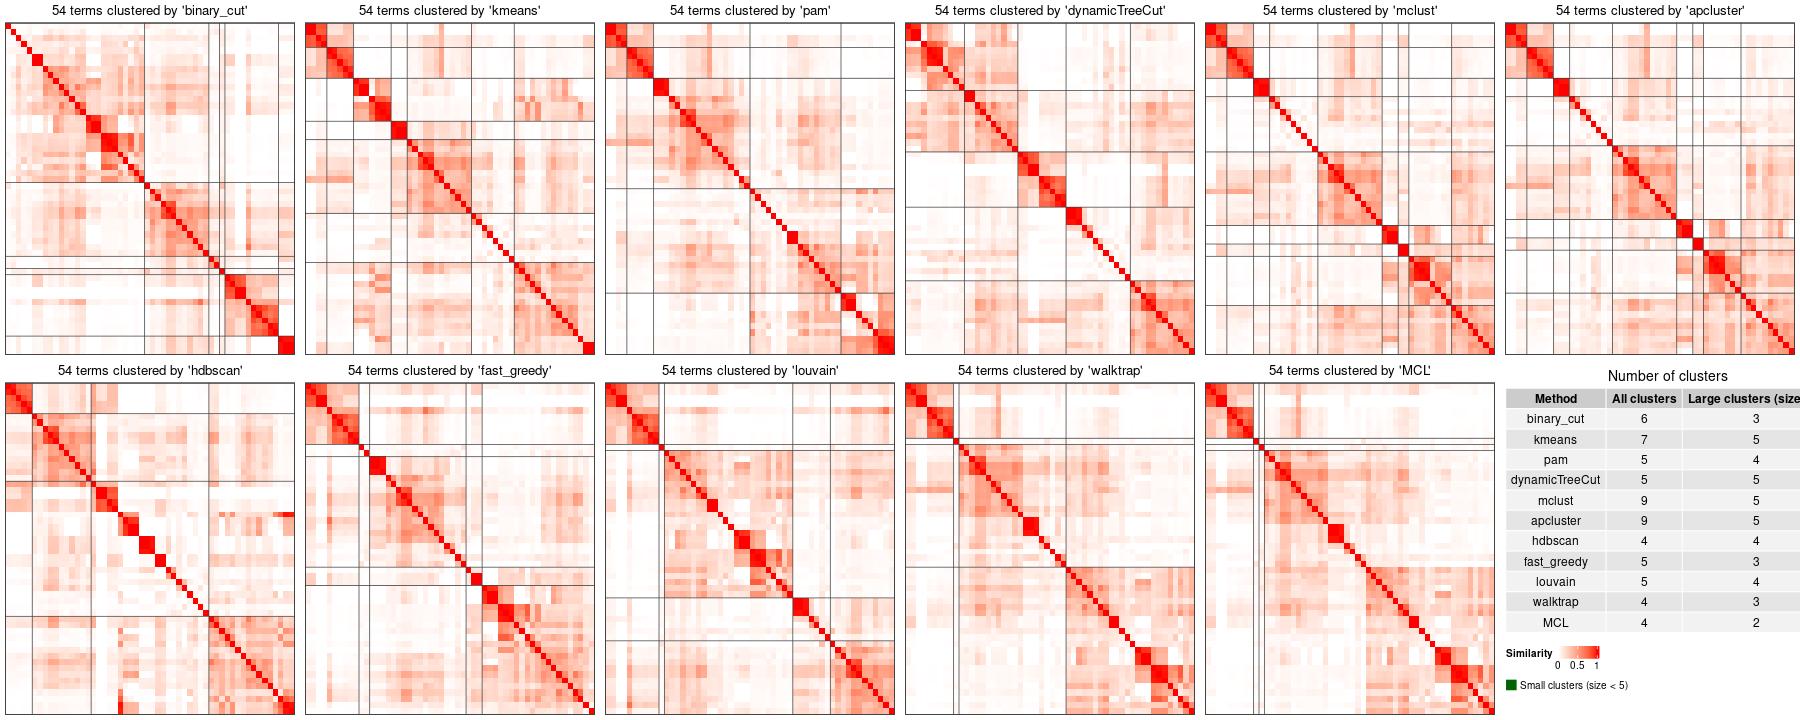 54 terms clustered by 'binary_cut'
54 terms clustered by 'kmeans'
54 terms clustered by 'pam'
54 terms clustered by 'dynamicTreeCut'
54 terms clustered by 'mclust'
54 terms clustered by 'apcluster'
54 terms clustered by 'hdbscan'
54 terms clustered by 'fast_greedy'
54 terms clustered by 'louvain'
54 terms clustered by 'walktrap'
54 terms clustered by 'MCL'
Number of clusters
Method All clusters Large clusters (size
binary_cut 6 3
kmeans 7 5
pam 5 4
dynamicTreeCut 5 5
mclust 9 5
apcluster 9 5
hdbscan 4 4
fast_greedy 5 3
louvain 5 4
walktrap 4 3
MCL 4 2
Similarity
0 0.5 1
Small clusters (size < 5)